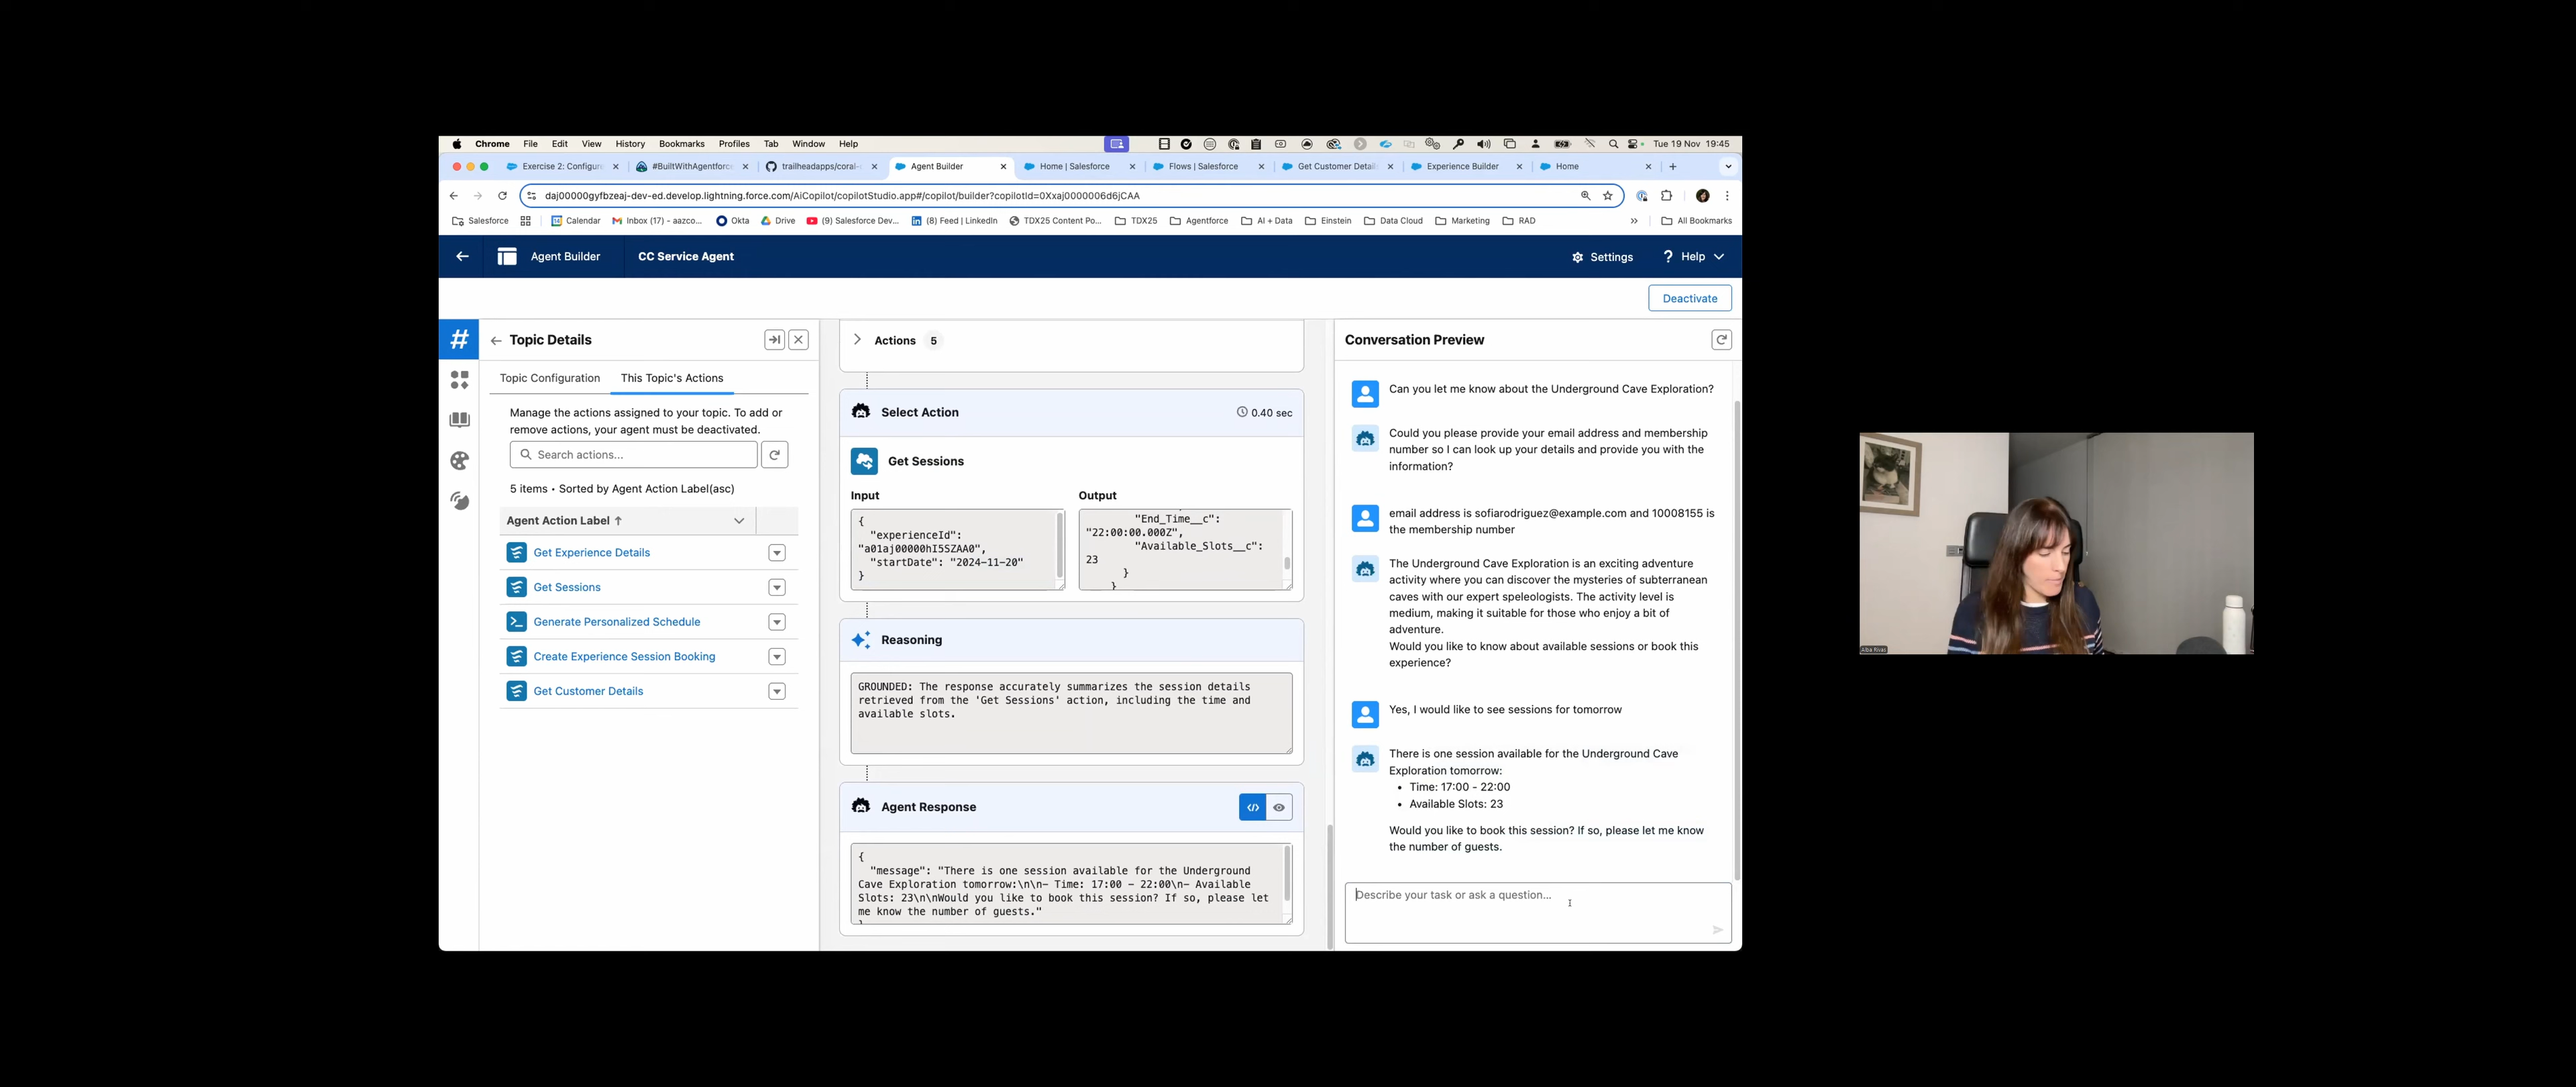 Chrome File Edit View History Bookmarks Profiles Tab Window Help
Tue 19 Nov 19:45
Exercise 2: Configur
#BuiltWithAgentforce
trailheadapps/coral-c
Agent Builder
Home | Salesforce
Flows | Salesforce
Get Customer Details
Experience Builder
Home
daj00000gyfbzeaj-dev-ed.develop.lightning.force.com/AiCopilot/copilotStudio.app#/copilot/builder?copilotId=0Xxaj0000006d6jCAA
Salesforce
Calendar
Inbox (17) - aazco...
Okta
Drive
(9) Salesforce Dev...
(8) Feed | LinkedIn
TDX25 Content Po...
TDX25
Agentforce
AI + Data
Einstein
Data Cloud
Marketing
RAD
All Bookmarks
Agent Builder
CC Service Agent
Settings
Help
Deactivate
Topic Details
Topic Configuration
This Topic's Actions
Manage the actions assigned to your topic. To add or
remove actions, your agent must be deactivated.
Search actions...
5 items • Sorted by Agent Action Label(asc)
Agent Action Label
Get Experience Details
Get Sessions
Generate Personalized Schedule
Create Experience Session Booking
Get Customer Details
Actions 5
Select Action
0.40 sec
Get Sessions
Input
{
"experienceId":
"a01aj00000hI5SZAA0",
"startDate": "2024-11-20"
}
Output
"End_Time__c":
"22:00:00.000Z",
"Available_Slots__c":
23
}
}
Reasoning
GROUNDED: The response accurately summarizes the session details
retrieved from the 'Get Sessions' action, including the time and
available slots.
Agent Response
{
"message": "There is one session available for the Underground
Cave Exploration tomorrow:\n\n- Time: 17:00 - 22:00\n- Available
Slots: 23\n\nWould you like to book this session? If so, please let
me know the number of guests."
}
Conversation Preview
Can you let me know about the Underground Cave Exploration?
Could you please provide your email address and membership
number so I can look up your details and provide you with the
information?
email address is sofiarodriguez@example.com and 10008155 is
the membership number
The Underground Cave Exploration is an exciting adventure
activity where you can discover the mysteries of subterranean
caves with our expert speleologists. The activity level is
medium, making it suitable for those who enjoy a bit of
adventure.
Would you like to know about available sessions or book this
experience?
Yes, I would like to see sessions for tomorrow
There is one session available for the Underground Cave
Exploration tomorrow:
• Time: 17:00 - 22:00
• Available Slots: 23
Would you like to book this session? If so, please let me know
the number of guests.
Describe your task or ask a question...
Alba Rivas